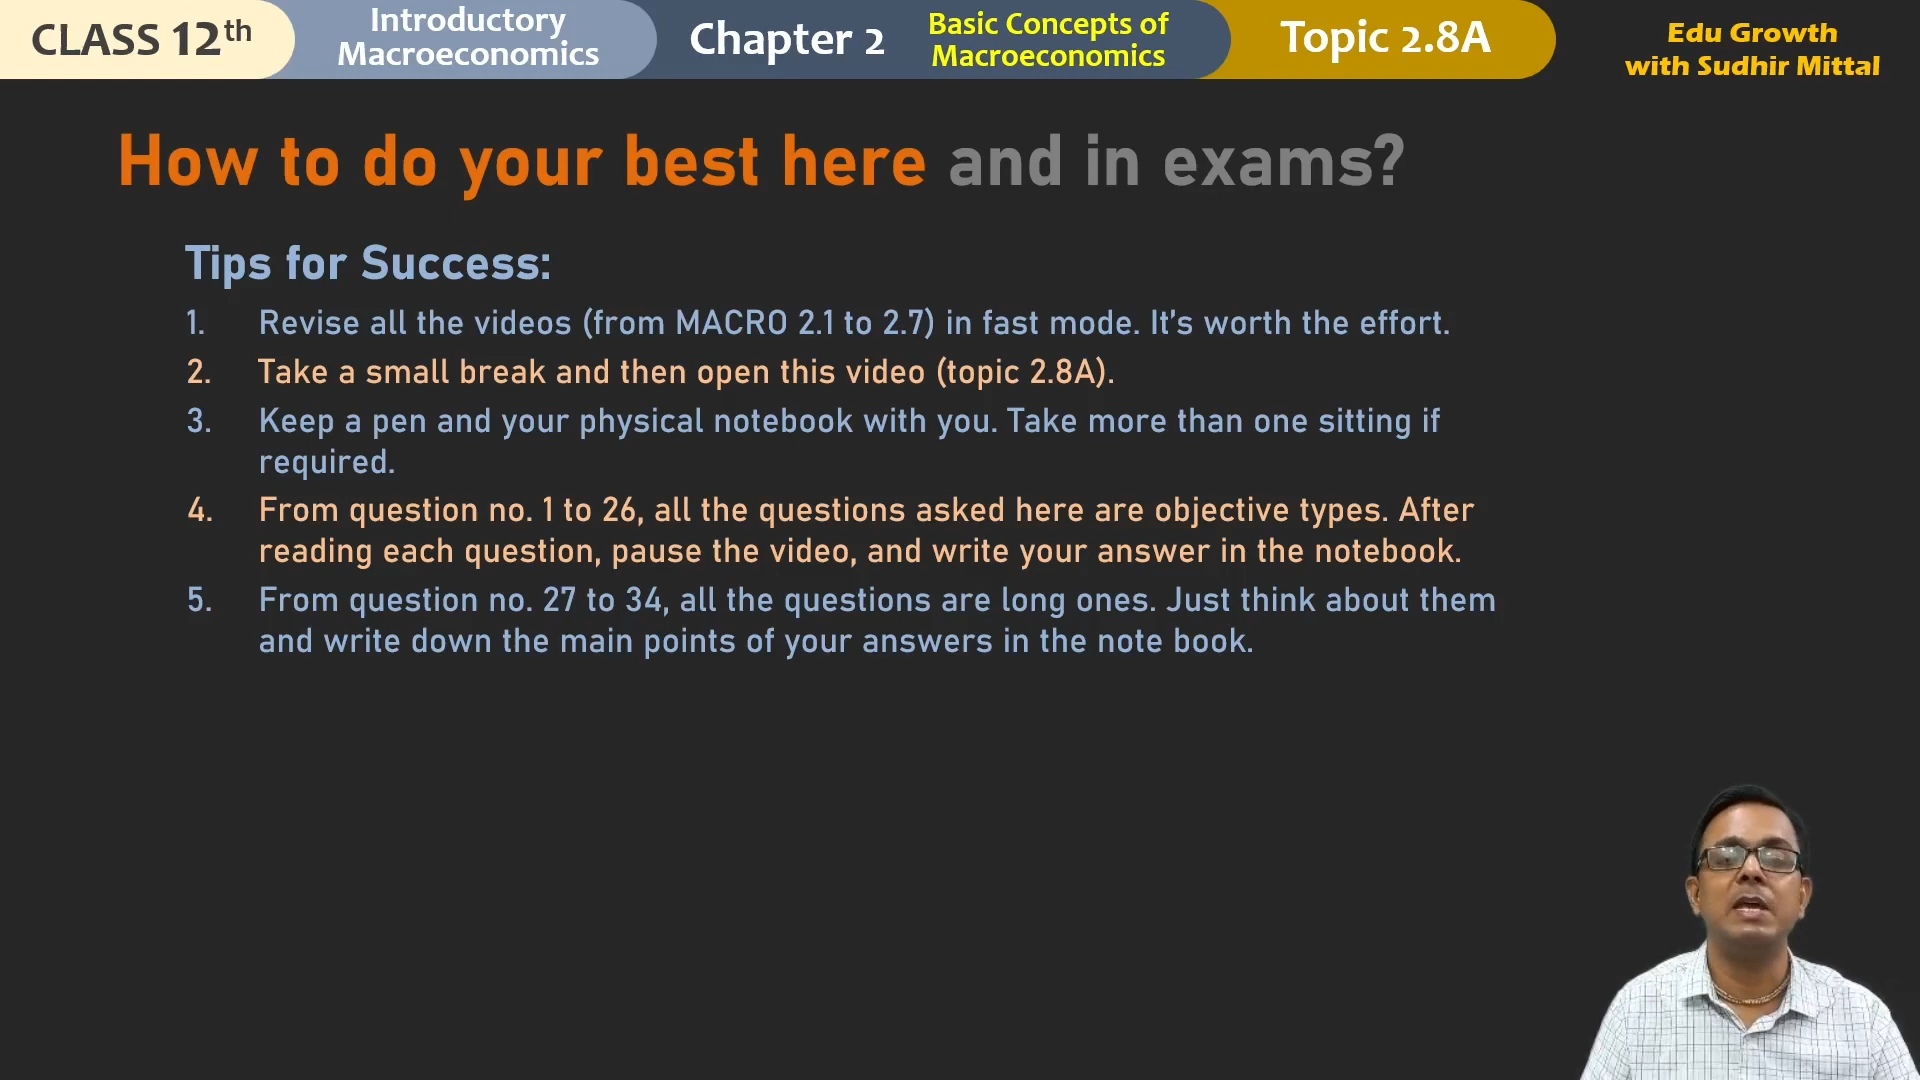 CLASS 12th
Introductory
Macroeconomics
Chapter 2
Basic Concepts of
Macroeconomics
Topic 2.8A
Edu Growth
with Sudhir Mittal
How to do your best here and in exams?
Tips for Success:
1. Revise all the videos (from MACRO 2.1 to 2.7) in fast mode. It's worth the effort.
2. Take a small break and then open this video (topic 2.8A).
3. Keep a pen and your physical notebook with you. Take more than one sitting if
required.
4. From question no. 1 to 26, all the questions asked here are objective types. After
reading each question, pause the video, and write your answer in the notebook.
5. From question no. 27 to 34, all the questions are long ones. Just think about them
and write down the main points of your answers in the note book.